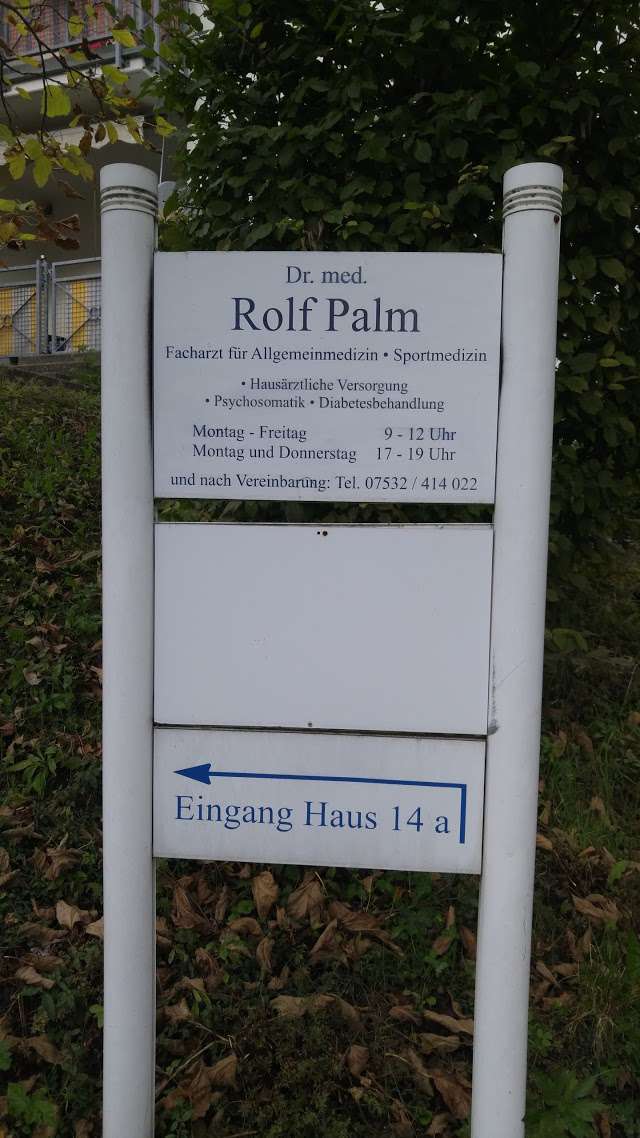 Dr. med.
Rolf Palm
Facharzt für Allgemeinmedizin • Sportmedizin
• Hausärztliche Versorgung
• Psychosomatik • Diabetesbehandlung
Montag - Freitag 9 - 12 Uhr
Montag und Donnerstag 17 - 19 Uhr
und nach Vereinbarung: Tel. 07532 / 414 022
Eingang Haus 14 a